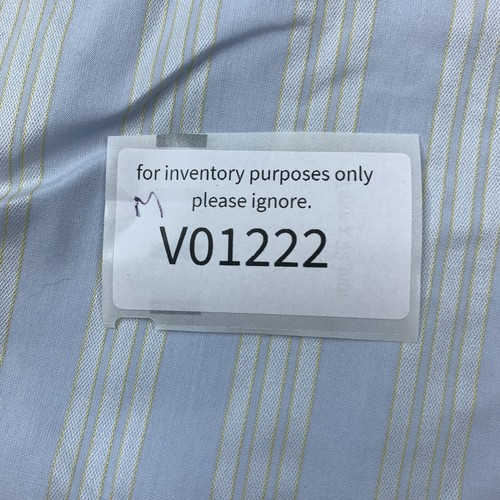 for inventory purposes only
please ignore.
M
V01222